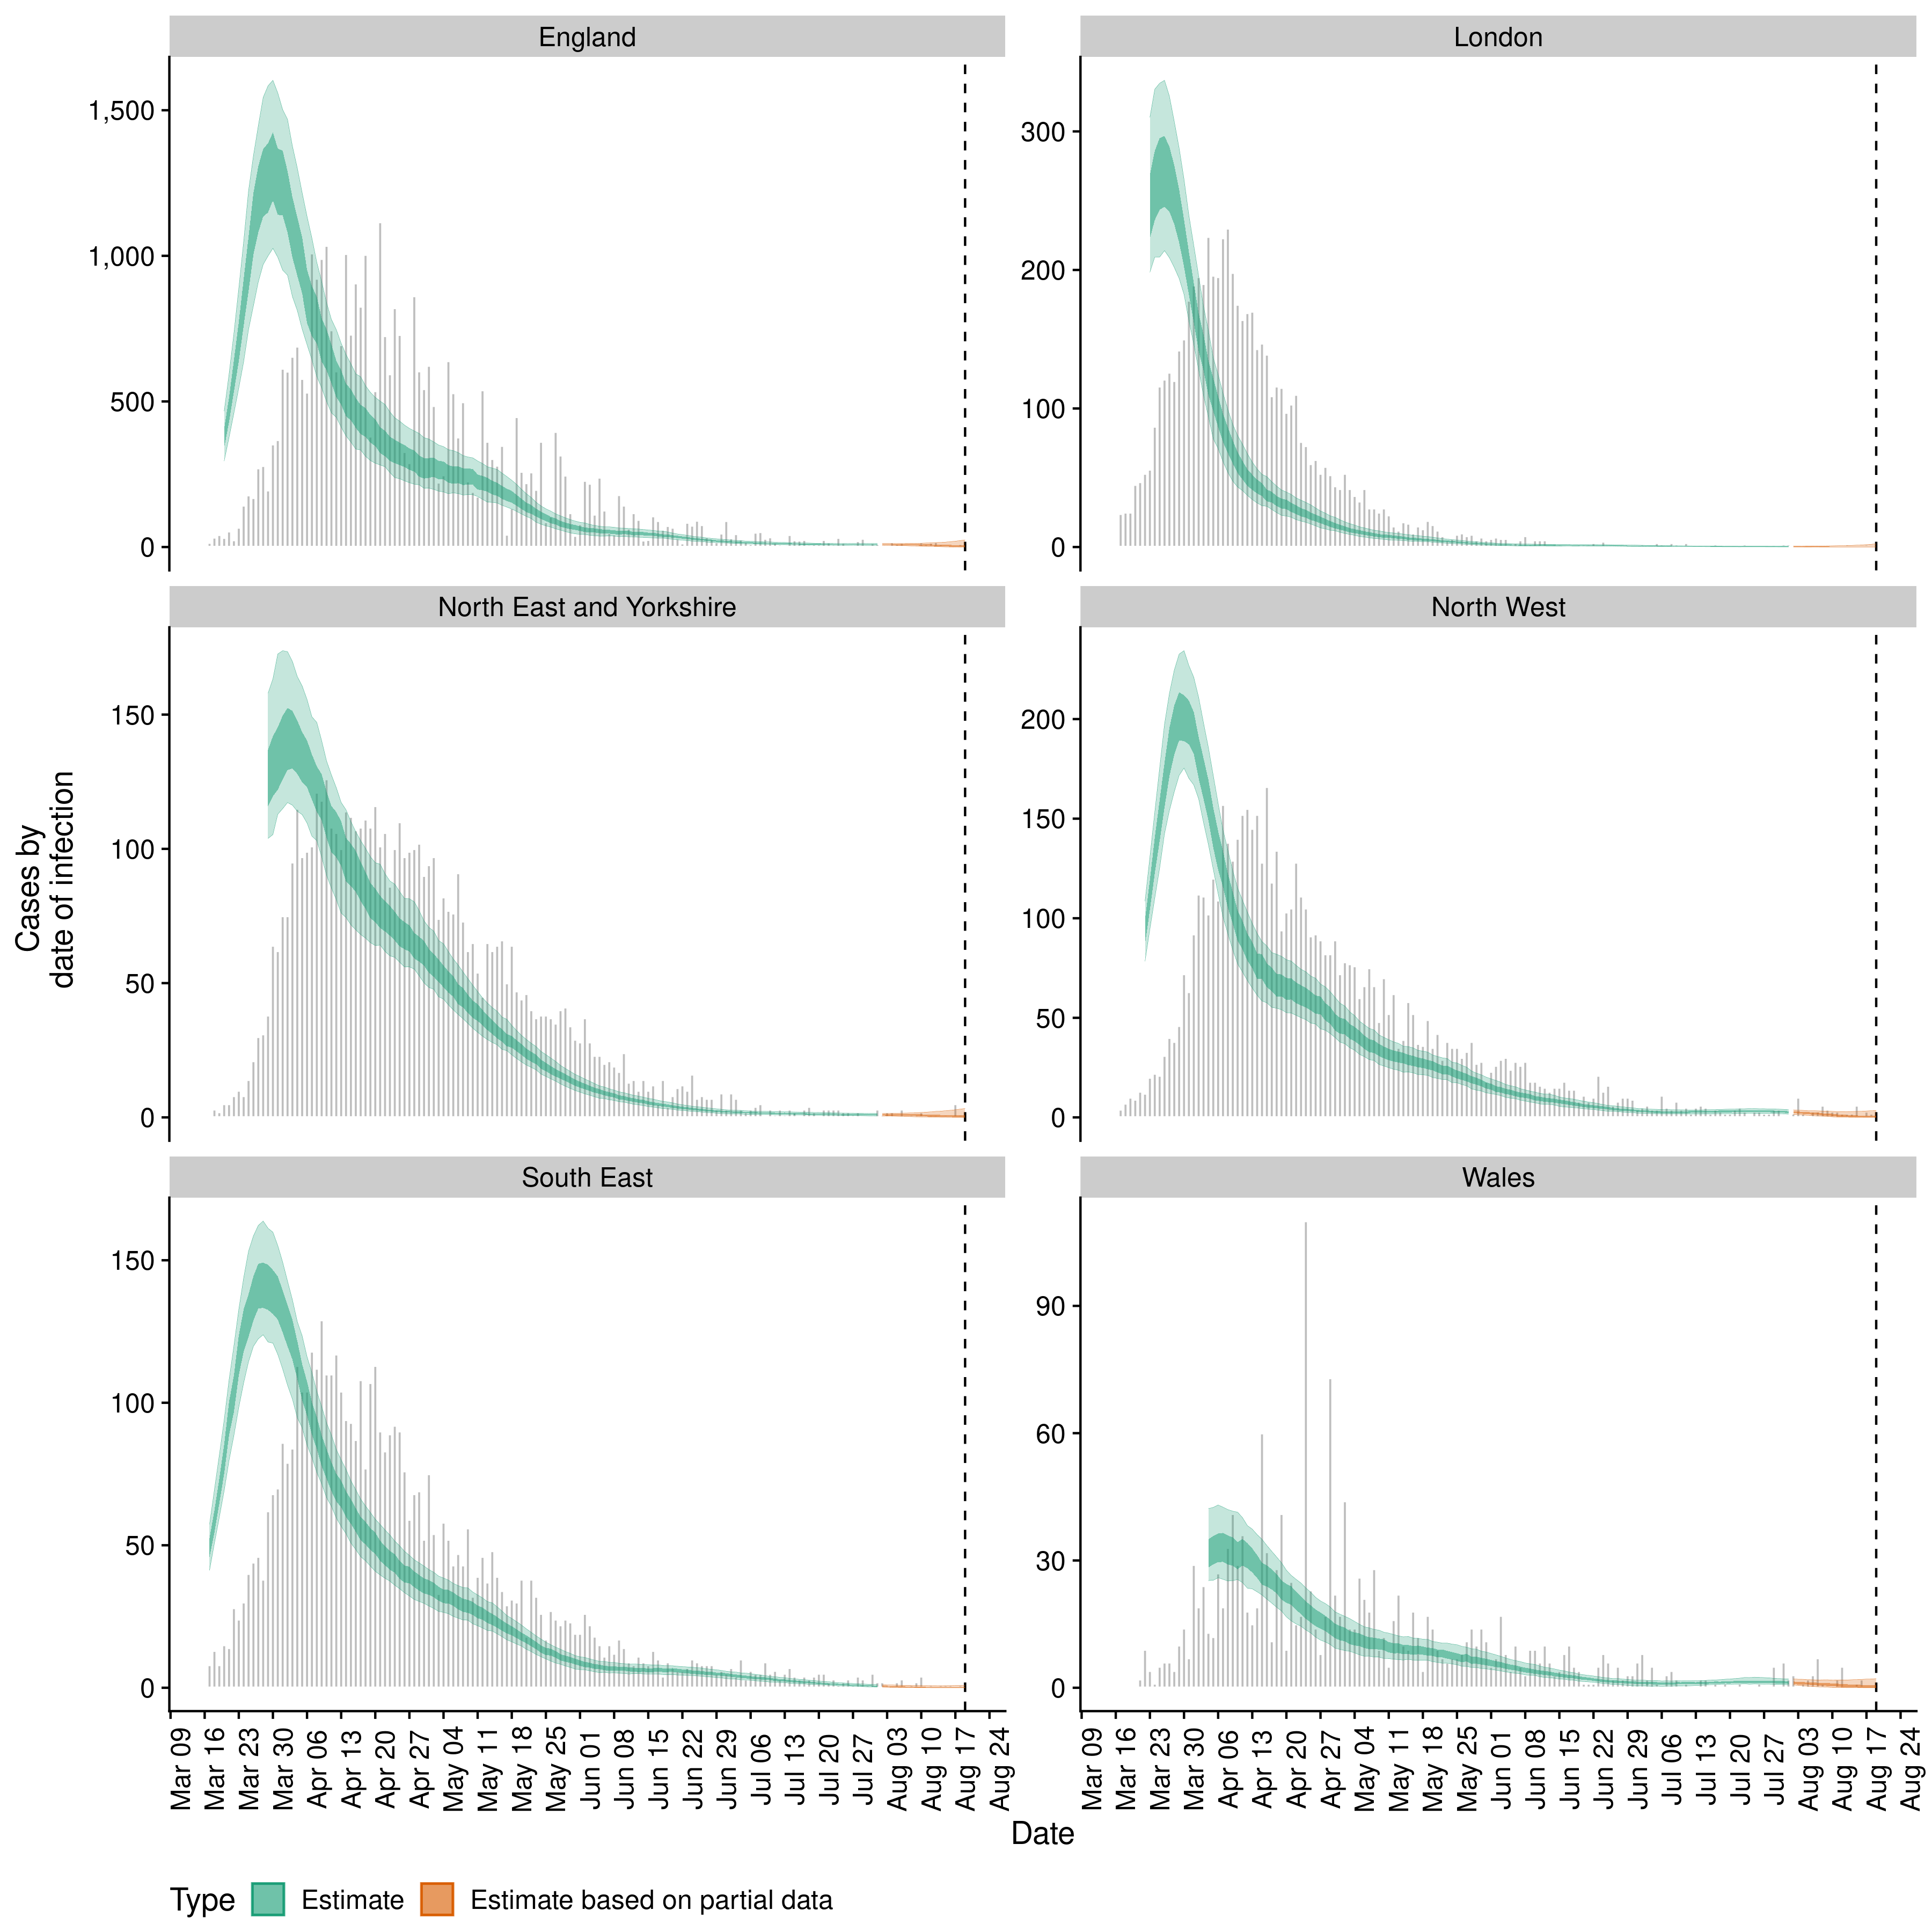 England
London
1,500
1,000
500
0
300
200
100
0
North East and Yorkshire
North West
150
100
50
0
200
150
100
50
0
Cases by
date of infection
South East
Wales
150
100
50
0
90
60
30
0
Mar 09
Mar 16
Mar 23
Mar 30
Apr 06
Apr 13
Apr 20
Apr 27
May 04
May 11
May 18
May 25
Jun 01
Jun 08
Jun 15
Jun 22
Jun 29
Jul 06
Jul 13
Jul 20
Jul 27
Aug 03
Aug 10
Aug 17
Aug 24
Mar 09
Mar 16
Mar 23
Mar 30
Apr 06
Apr 13
Apr 20
Apr 27
May 04
May 11
May 18
May 25
Jun 01
Jun 08
Jun 15
Jun 22
Jun 29
Jul 06
Jul 13
Jul 20
Jul 27
Aug 03
Aug 10
Aug 17
Aug 24
Date
Type Estimate Estimate based on partial data